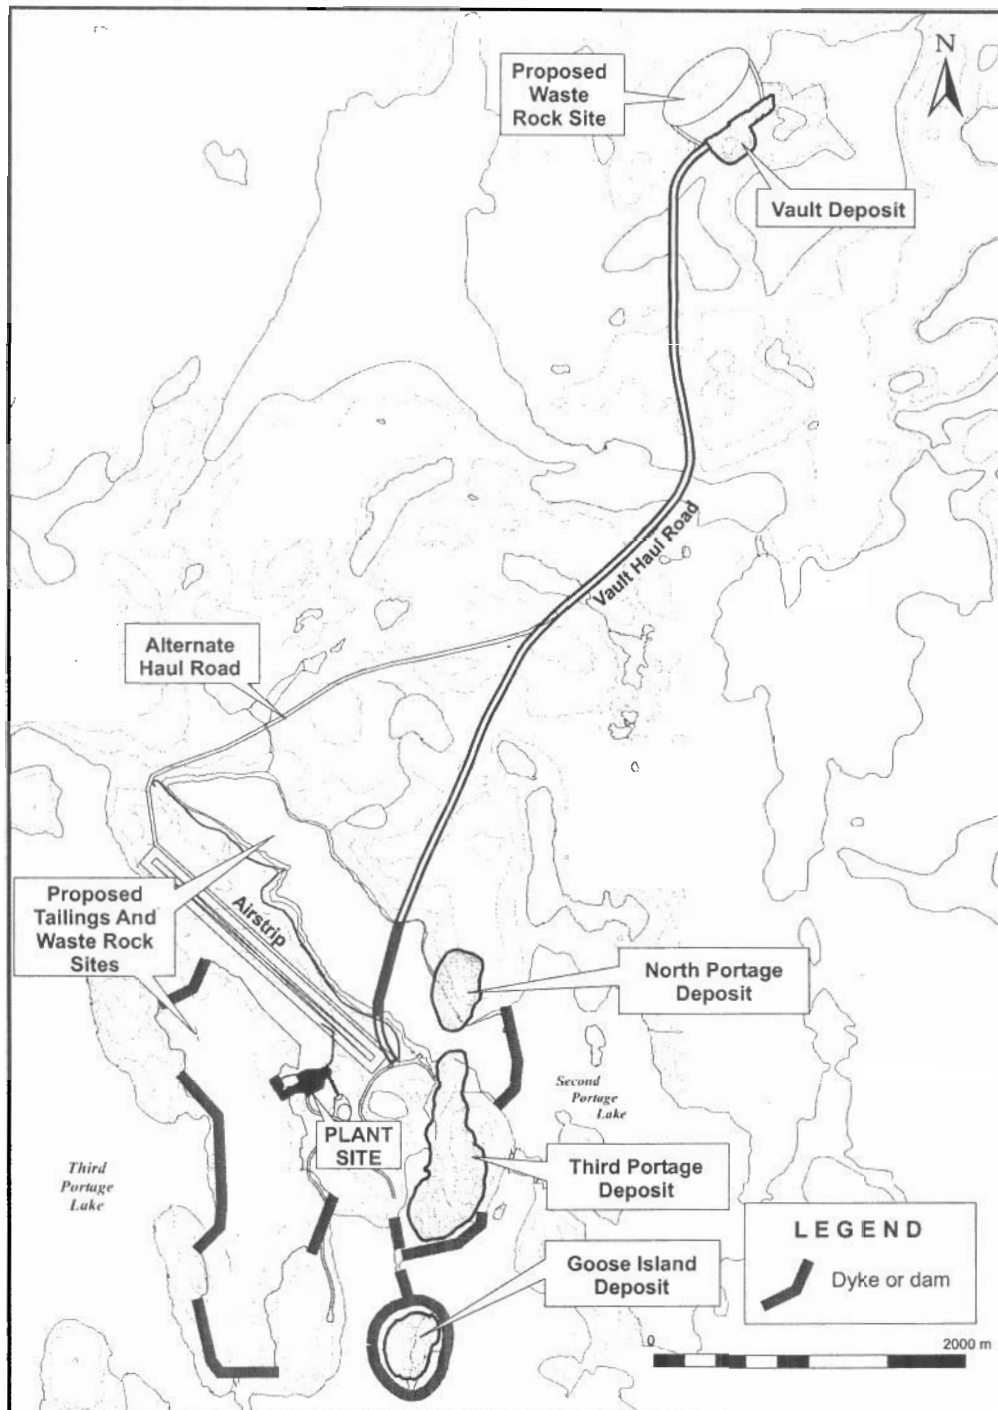 N
Proposed
Waste
Rock Site
Vault Deposit
Vault Haul Road
Alternate
Haul Road
Proposed
Tailings And
Waste Rock
Sites
Airstrip
North Portage
Deposit
Second
Portage
Lake
PLANT
SITE
Third Portage
Deposit
Third
Portage
Lake
Goose Island
Deposit
LEGEND
Dyke or dam
0
2000 m